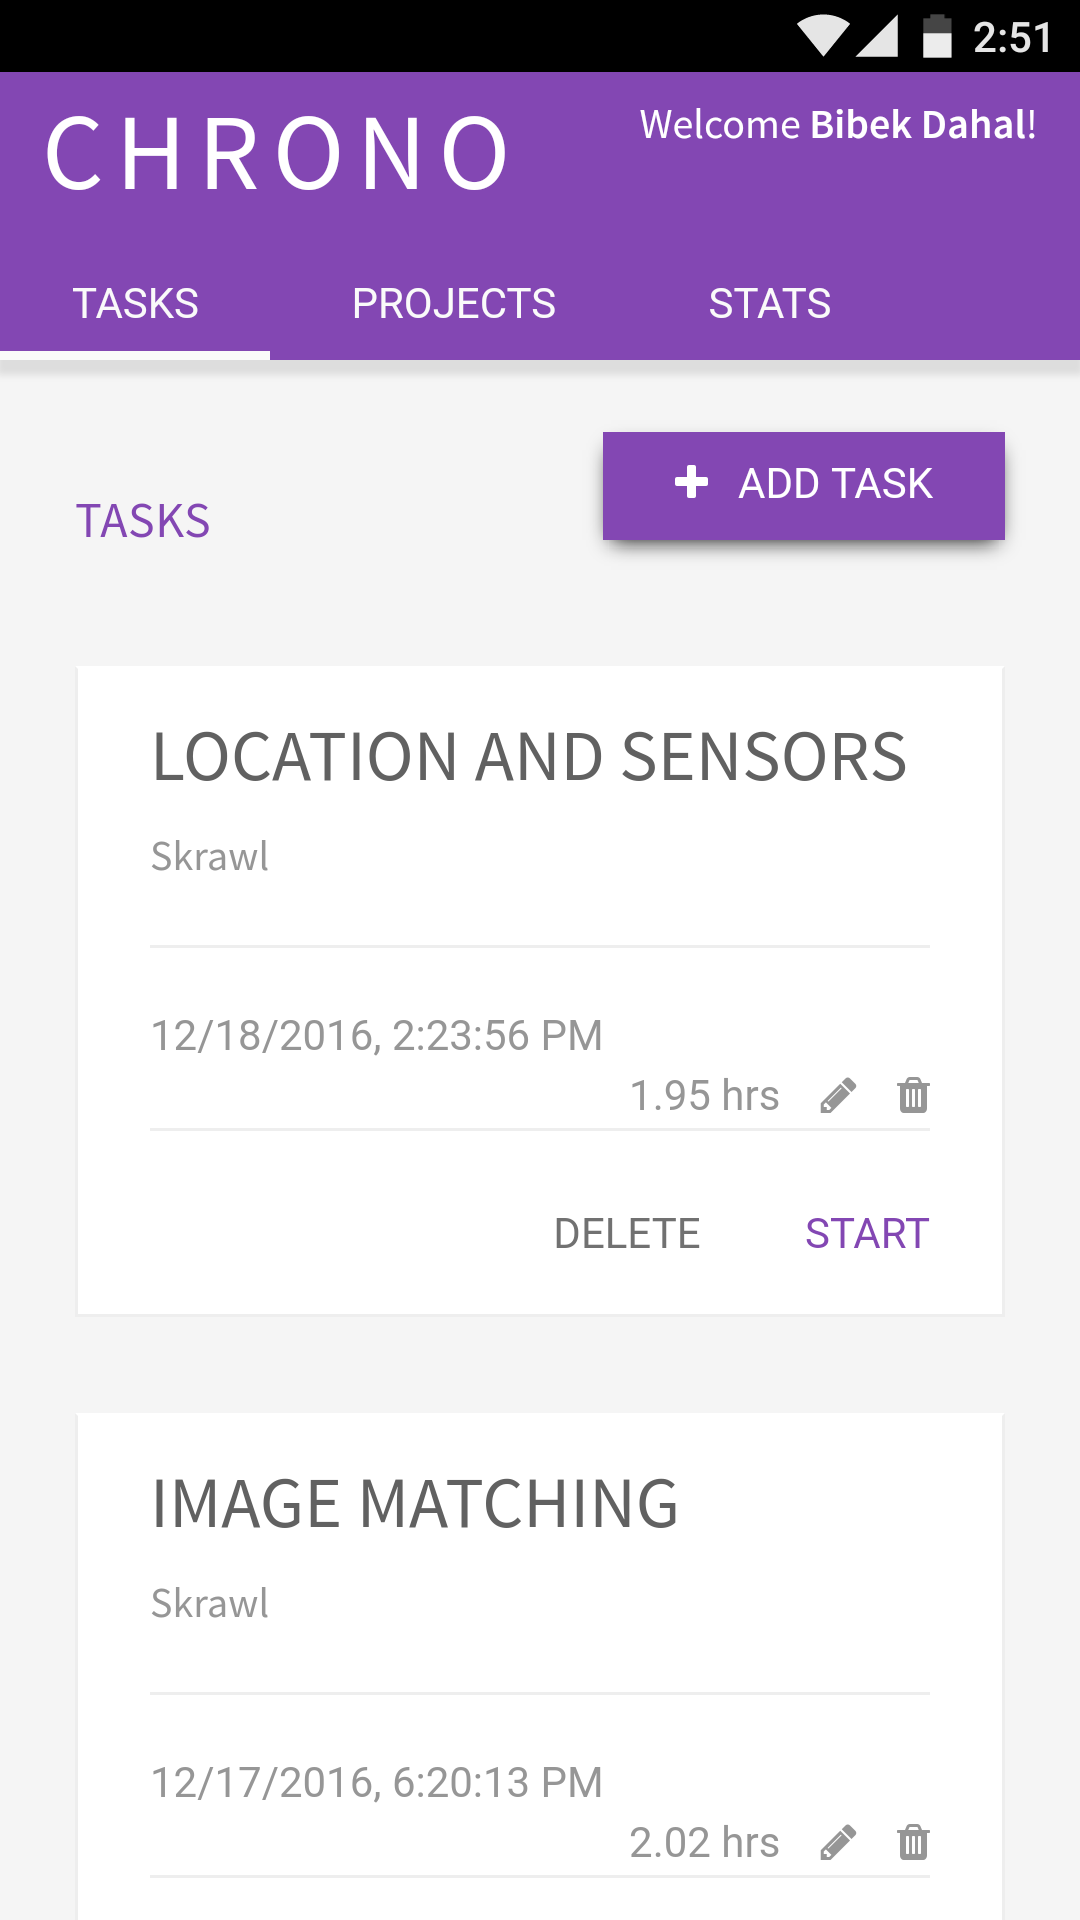 2:51
CHRONO
Welcome Bibek Dahal!
TASKS PROJECTS STATS
ADD TASK
TASKS
LOCATION AND SENSORS
Skrawl
12/18/2016, 2:23:56 PM
1.95 hrs
DELETE START
IMAGE MATCHING
Skrawl
12/17/2016, 6:20:13 PM
2.02 hrs